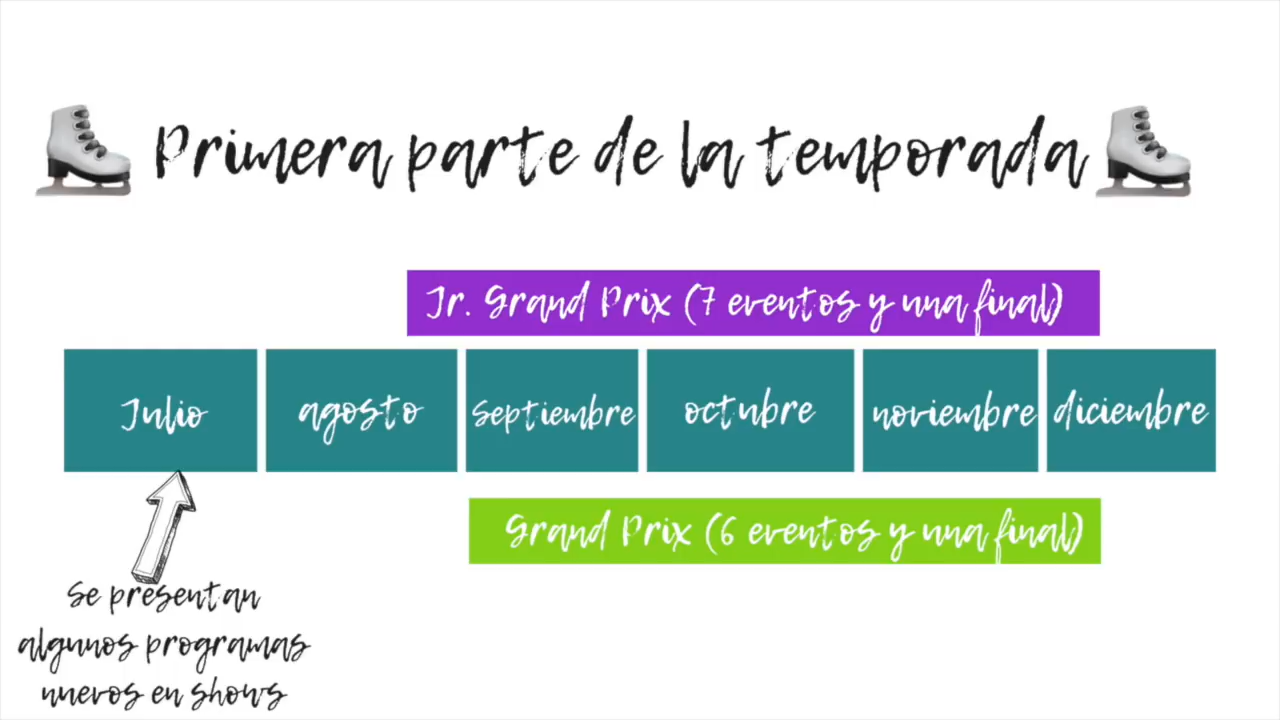 Primera parte de la temporada
Jr. Grand Prix (7 eventos y una final)
Julio agosto septiembre octubre noviembre diciembre
Grand Prix (6 eventos y una final)
Se presentan
algunos programas
nuevos en shows